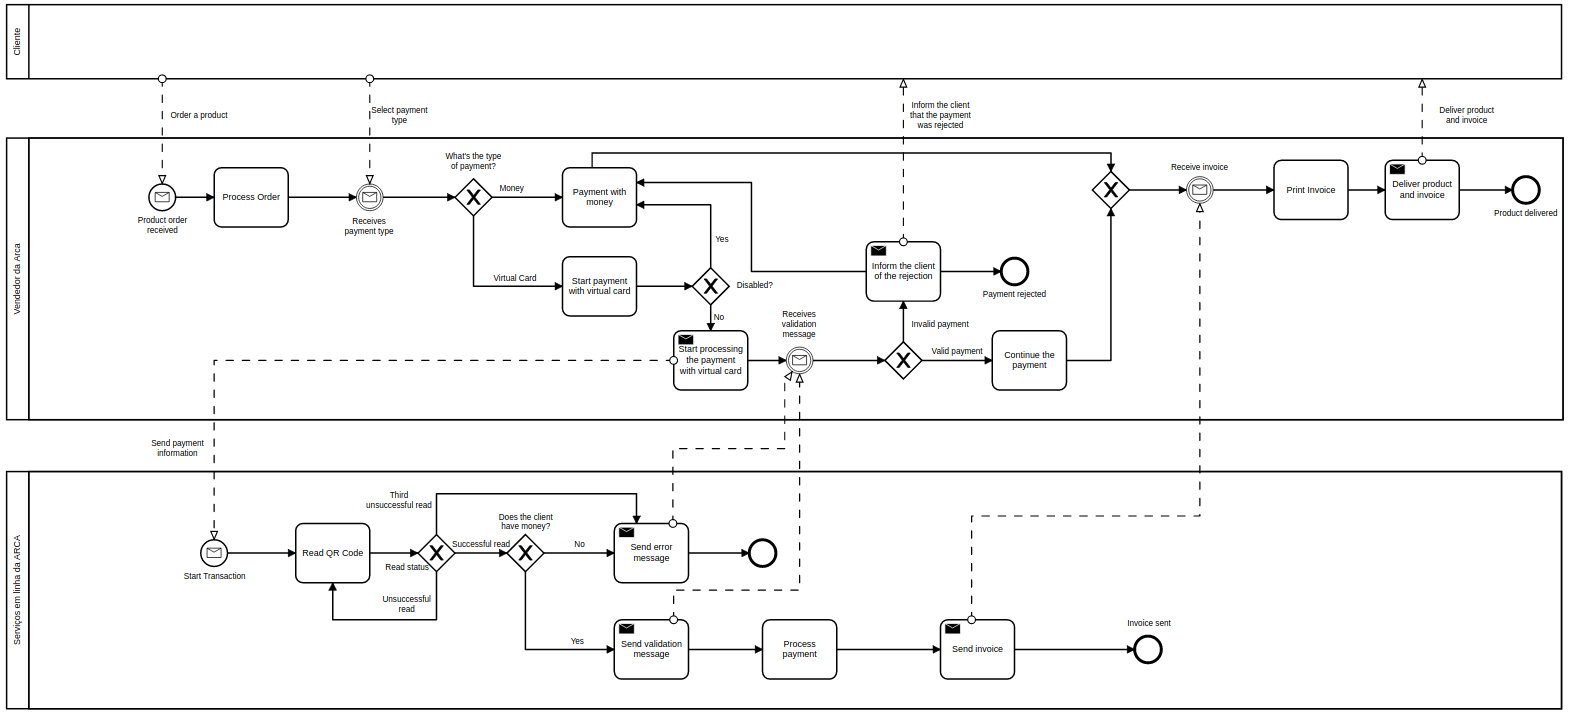 Cliente
Order a product
Select payment
type
Inform the client
that the payment
was rejected
Deliver product
and invoice
Vendedor da Arca
Product order
received
Process Order
Receives
payment type
What's the type
of payment?
Money
Payment with
money
Virtual Card
Start payment
with virtual card
Yes
Disabled?
No
Start processing
the payment
with virtual card
Receives
validation
message
Inform the client
of the rejection
Payment rejected
Invalid payment
Valid payment
Continue the
payment
Receive invoice
Print Invoice
Deliver product
and invoice
Product delivered
Send payment
information
Serviços em linha da ARCA
Start Transaction
Read QR Code
Third
unsuccessful read
Read status
Successful read
Unsuccessful
read
Does the client
have money?
No
Send error
message
Yes
Send validation
message
Process
payment
Send invoice
Invoice sent